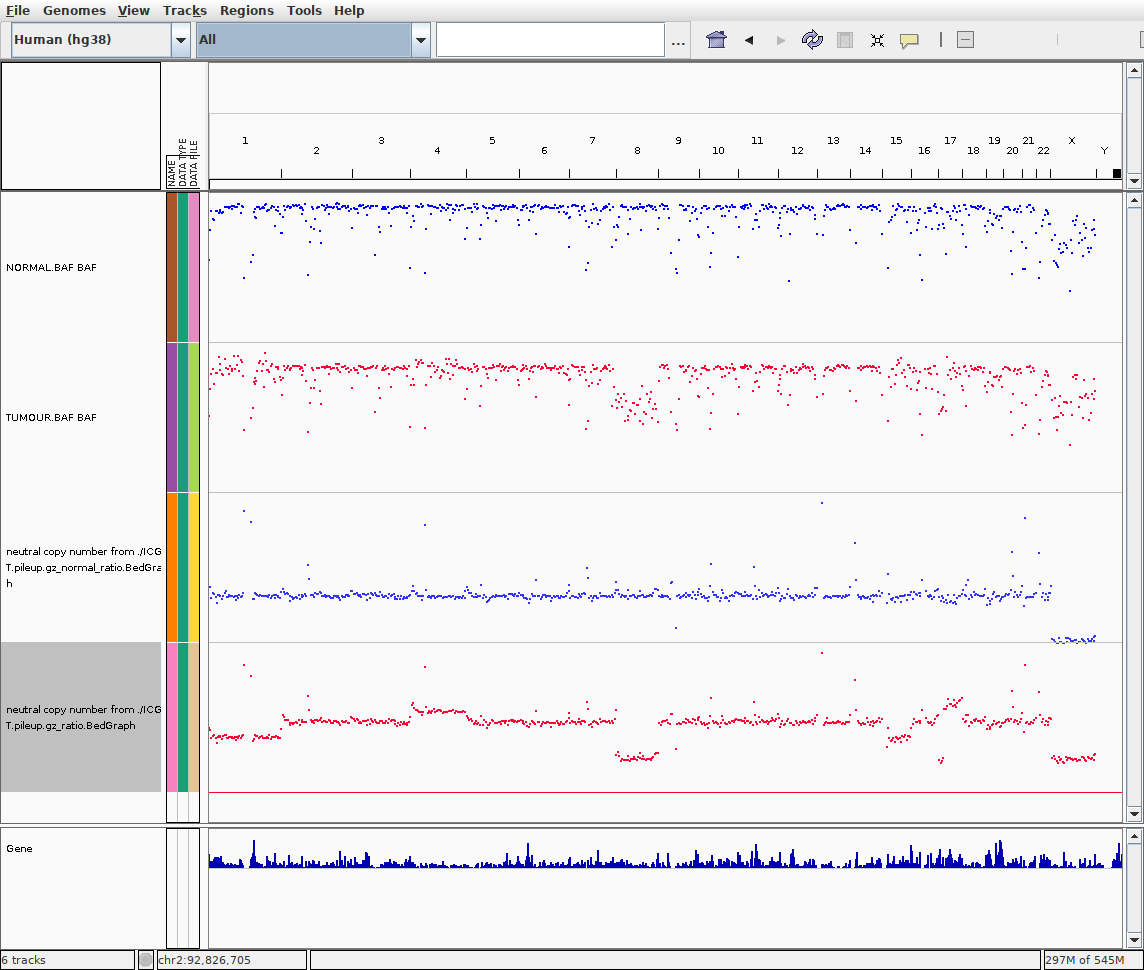 File Genomes View Tracks Regions Tools Help
Human (hg38) All ...
NAME
DATA TYPE
DATA FILE
1 2 3 4 5 6 7 8 9 10 11 12 13 14 15 16 17 18 19 20 21 22 X Y
NORMAL.BAF BAF
TUMOUR.BAF BAF
neutral copy number from ./ICG
T.pileup.gz_normal_ratio.BedGra
h
neutral copy number from ./ICG
T.pileup.gz_ratio.BedGraph
Gene
6 tracks chr2:92,826,705 297M of 545M